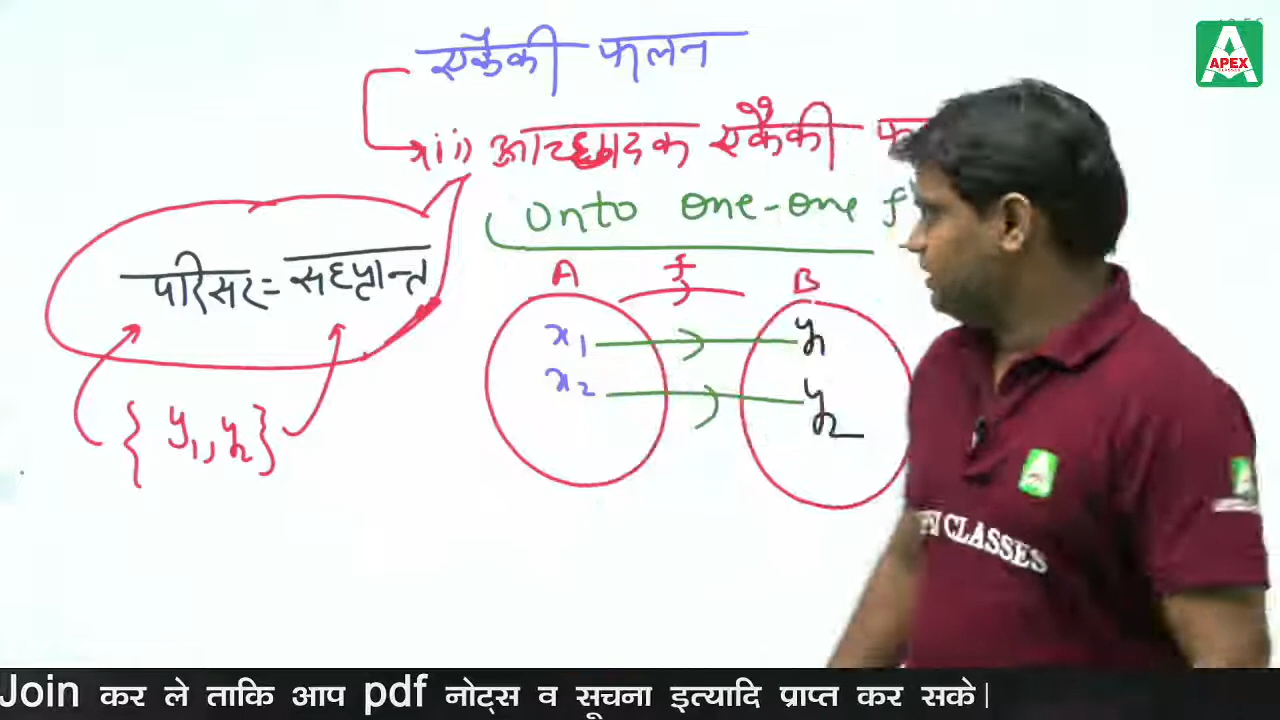 एकैकी फलन
(ii) आच्छादक एकैकी फ
onto one-one f
परिसर = सहप्रान्त
{ y1, y2 }
A f B
x1 y1
x2 y2
APEX
CLASSES
CLASSES
Join कर ले ताकि आप pdf नोट्स व सूचना इत्यादि प्राप्त कर सके|